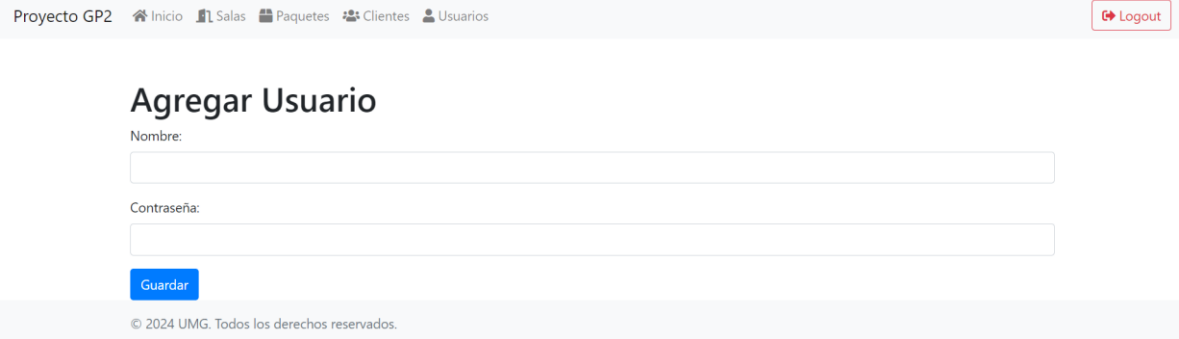 Proyecto GP2 Inicio Salas Paquetes Clientes Usuarios Logout
Agregar Usuario
Nombre:
Contraseña:
Guardar
© 2024 UMG. Todos los derechos reservados.